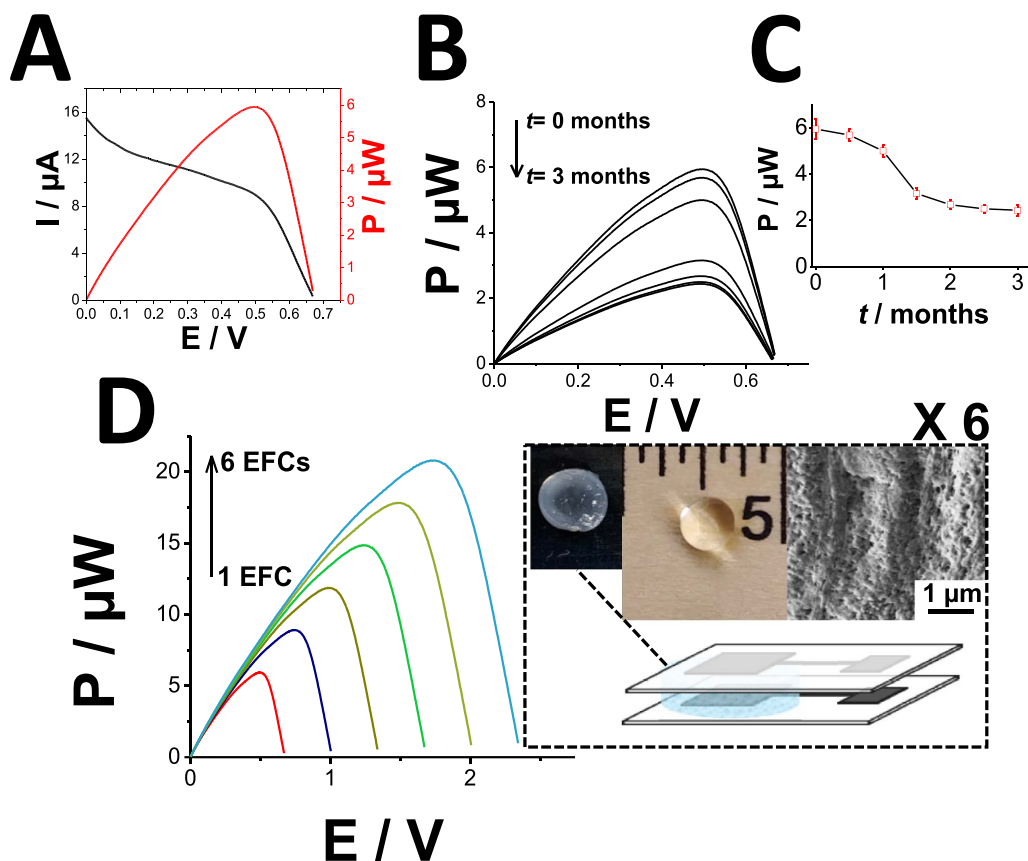 A
16
12
8
4
0
I / µA
0.0 0.1 0.2 0.3 0.4 0.5 0.6 0.7
E / V
6
5
4
3
2
1
0
P / µW
B
8
6
4
2
0
P / µW
t= 0 months
t= 3 months
0.0 0.2 0.4 0.6
E / V
C
6
4
2
0
P / µW
0 1 2 3
t / months
D
20
15
10
5
0
P / µW
6 EFCs
1 EFC
0 1 2
E / V
X 6
5
1 µm